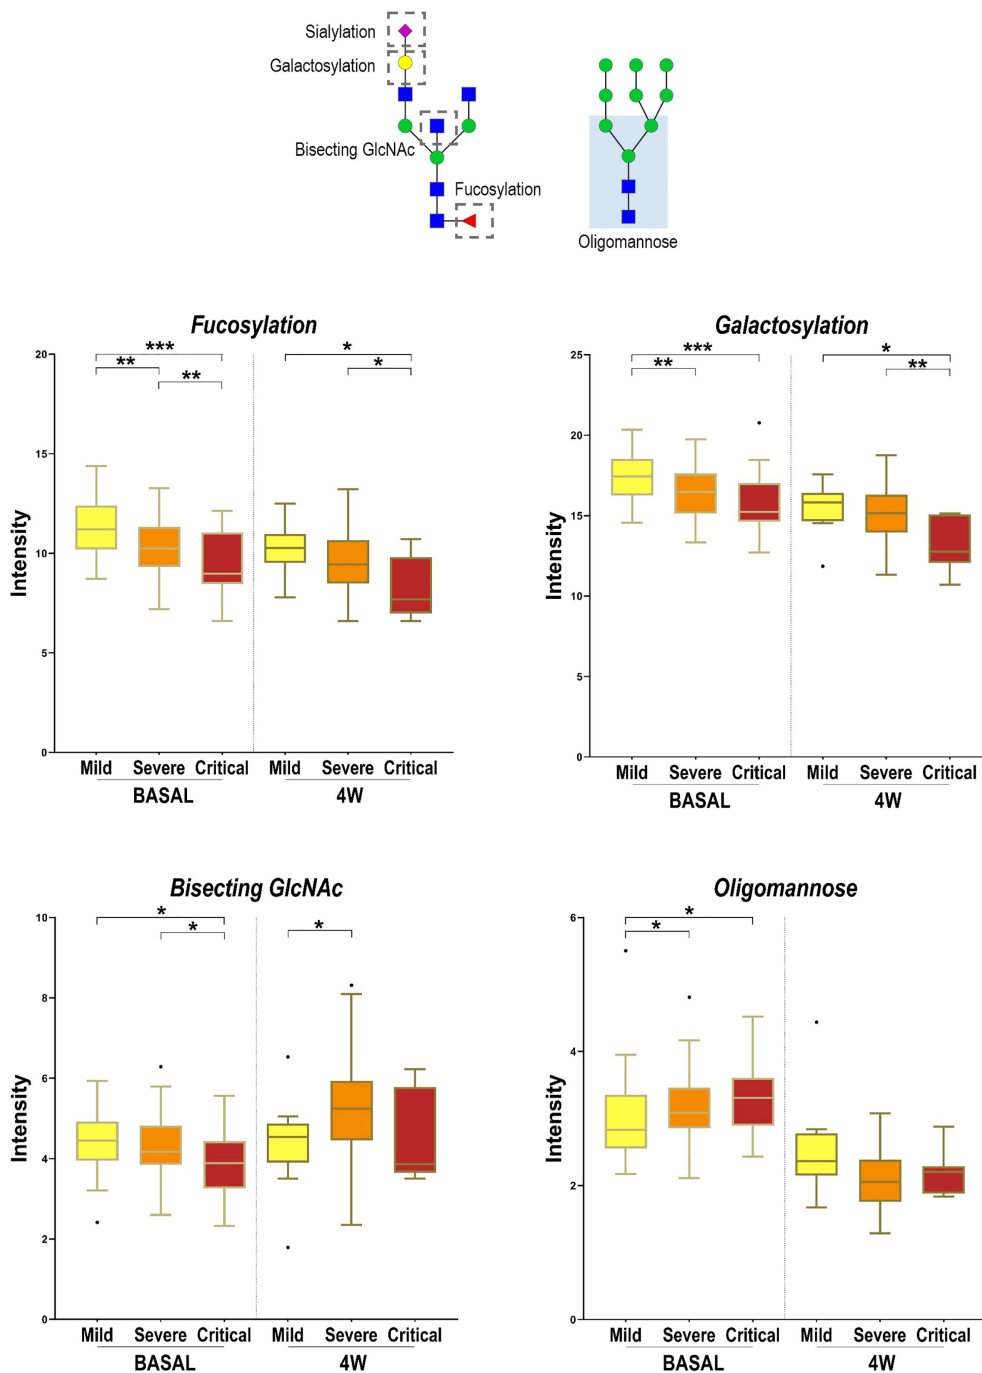 Sialylation
Galactosylation
Bisecting GlcNAc
Fucosylation
Oligomannose
Fucosylation
*** *
** ** *
Intensity
20
15
10
5
0
Mild Severe Critical Mild Severe Critical
BASAL 4W
Galactosylation
*** *
** **
Intensity
25
20
15
10
5
0
Mild Severe Critical Mild Severe Critical
BASAL 4W
Bisecting GlcNAc
* *
*
Intensity
10
8
6
4
2
0
Mild Severe Critical Mild Severe Critical
BASAL 4W
Oligomannose
*
*
Intensity
6
4
2
0
Mild Severe Critical Mild Severe Critical
BASAL 4W